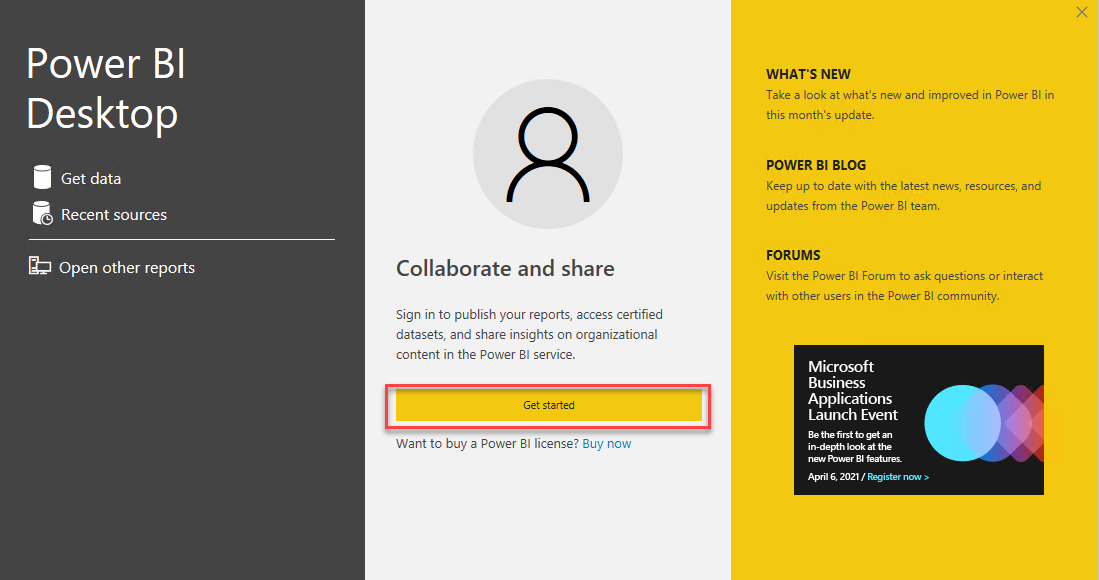 Power BI
Desktop
Get data
Recent sources
Open other reports
Collaborate and share
Sign in to publish your reports, access certified
datasets, and share insights on organizational
content in the Power BI service.
Get started
Want to buy a Power BI license? Buy now
WHAT'S NEW
Take a look at what's new and improved in Power BI in
this month's update.
POWER BI BLOG
Keep up to date with the latest news, resources, and
updates from the Power BI team.
FORUMS
Visit the Power BI Forum to ask questions or interact
with other users in the Power BI community.
Microsoft
Business
Applications
Launch Event
Be the first to get an
in-depth look at the
new Power BI features.
April 6, 2021 / Register now >